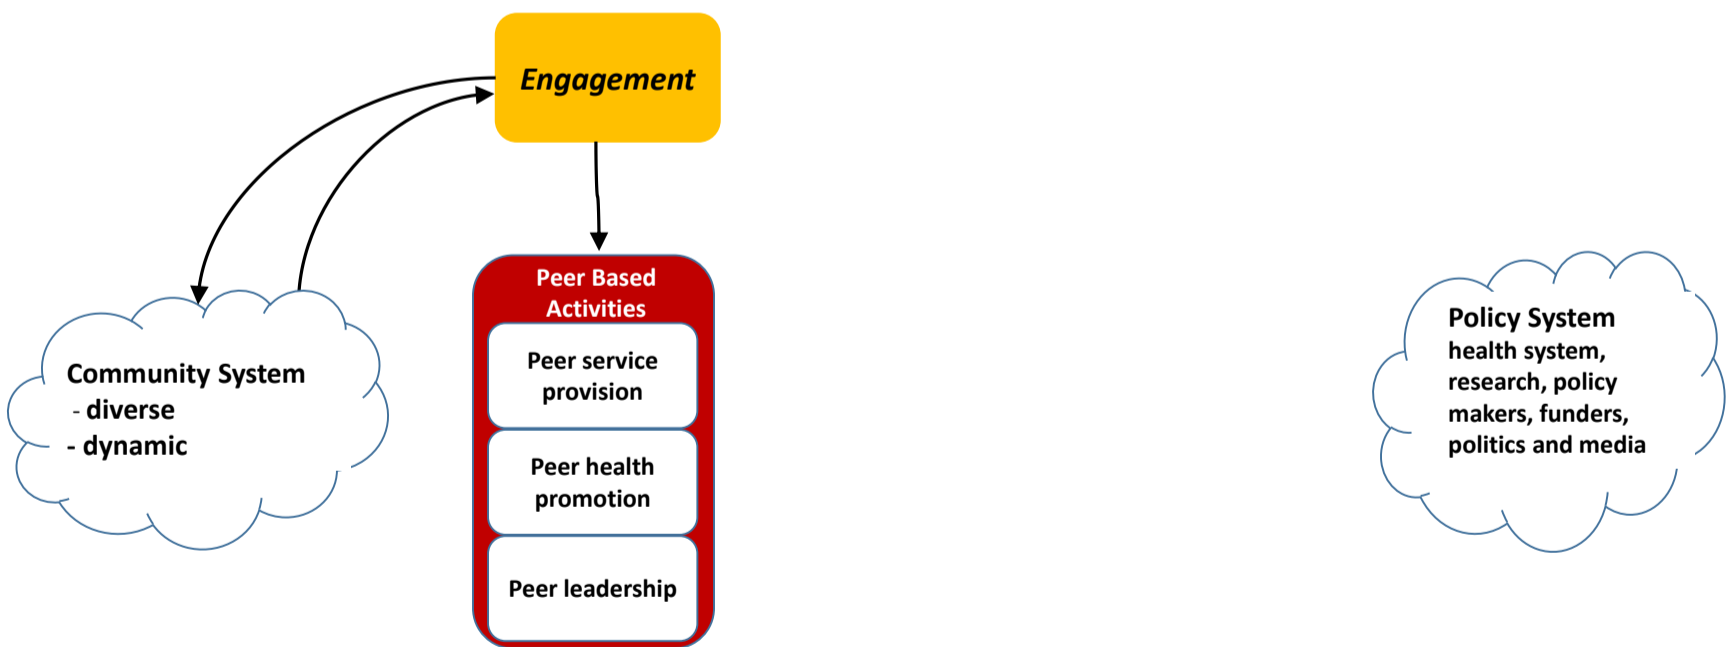 Engagement
Peer Based
Activities
Peer service
provision
Peer health
promotion
Peer leadership
Community System
- diverse
- dynamic
Policy System
health system,
research, policy
makers, funders,
politics and media